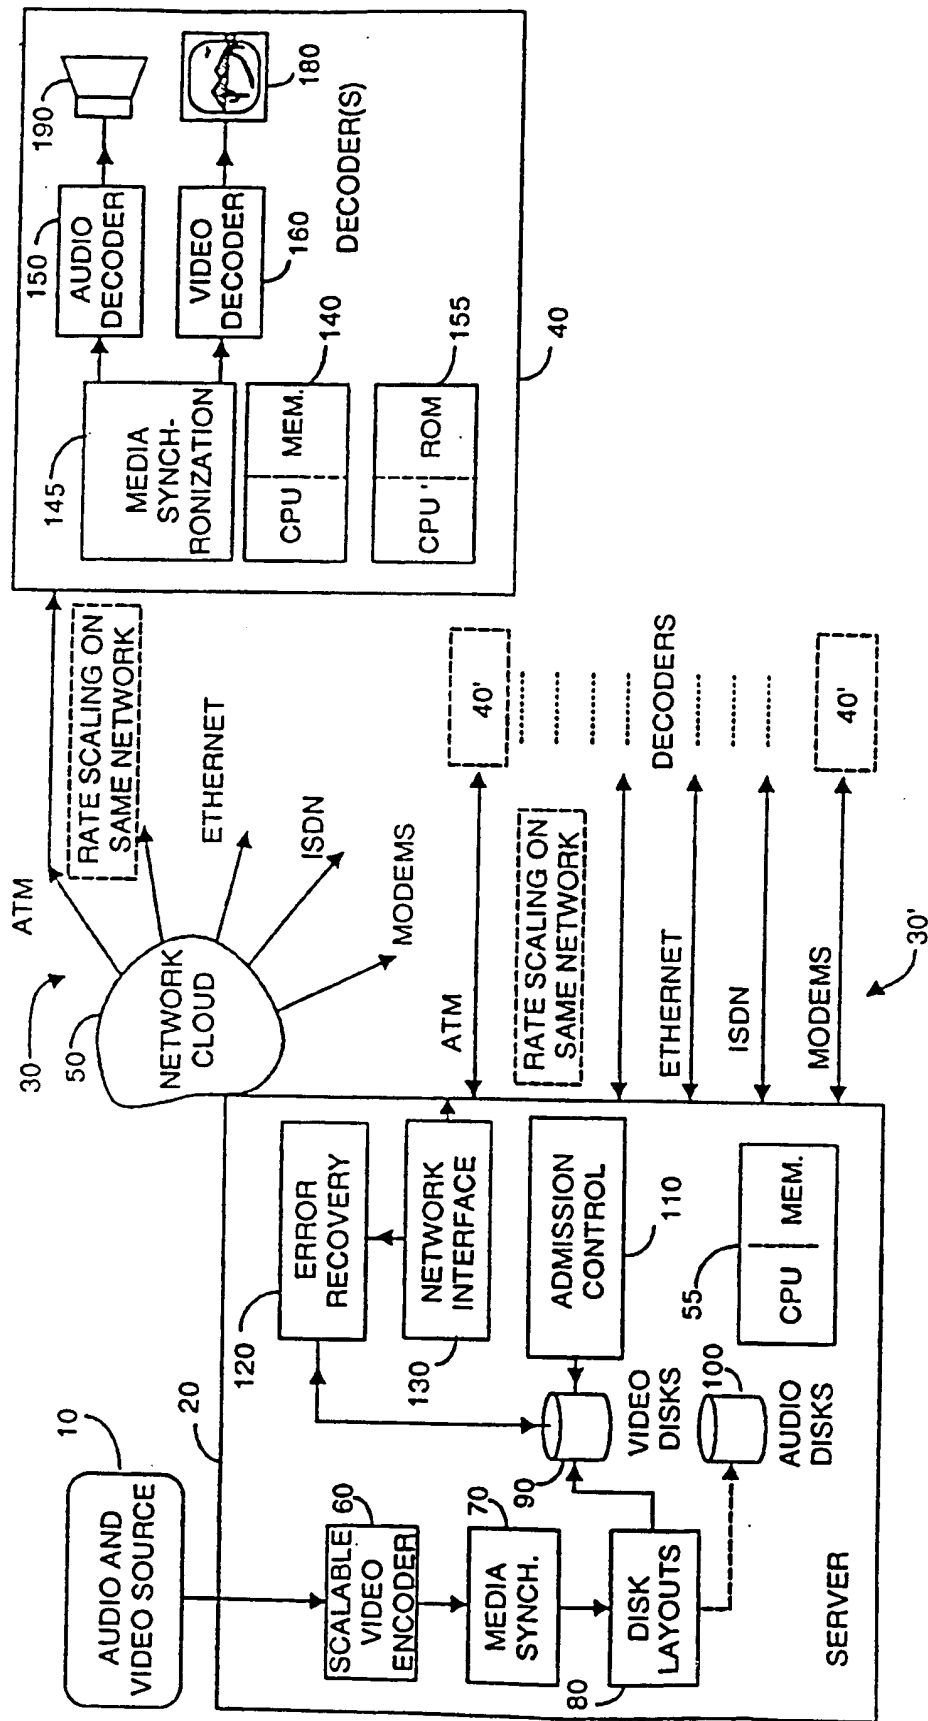 10
AUDIO AND
VIDEO SOURCE
20
60
SCALABLE
VIDEO
ENCODER
70
MEDIA
SYNCH.
80
DISK
LAYOUTS
SERVER
120
ERROR
RECOVERY
130
NETWORK
INTERFACE
90
VIDEO
DISKS
100
AUDIO
DISKS
ADMISSION
CONTROL
110
55
CPU
MEM.
30
50
NETWORK
CLOUD
ATM
RATE SCALING ON
SAME NETWORK
ETHERNET
ISDN
MODEMS
ATM
RATE SCALING ON
SAME NETWORK
ETHERNET
ISDN
MODEMS
30'
40'
DECODERS
40'
145
MEDIA
SYNCH-
RONIZATION
150
AUDIO
DECODER
190
VIDEO
DECODER
160
180
CPU
MEM.
140
CPU'
ROM
155
DECODER(S)
40